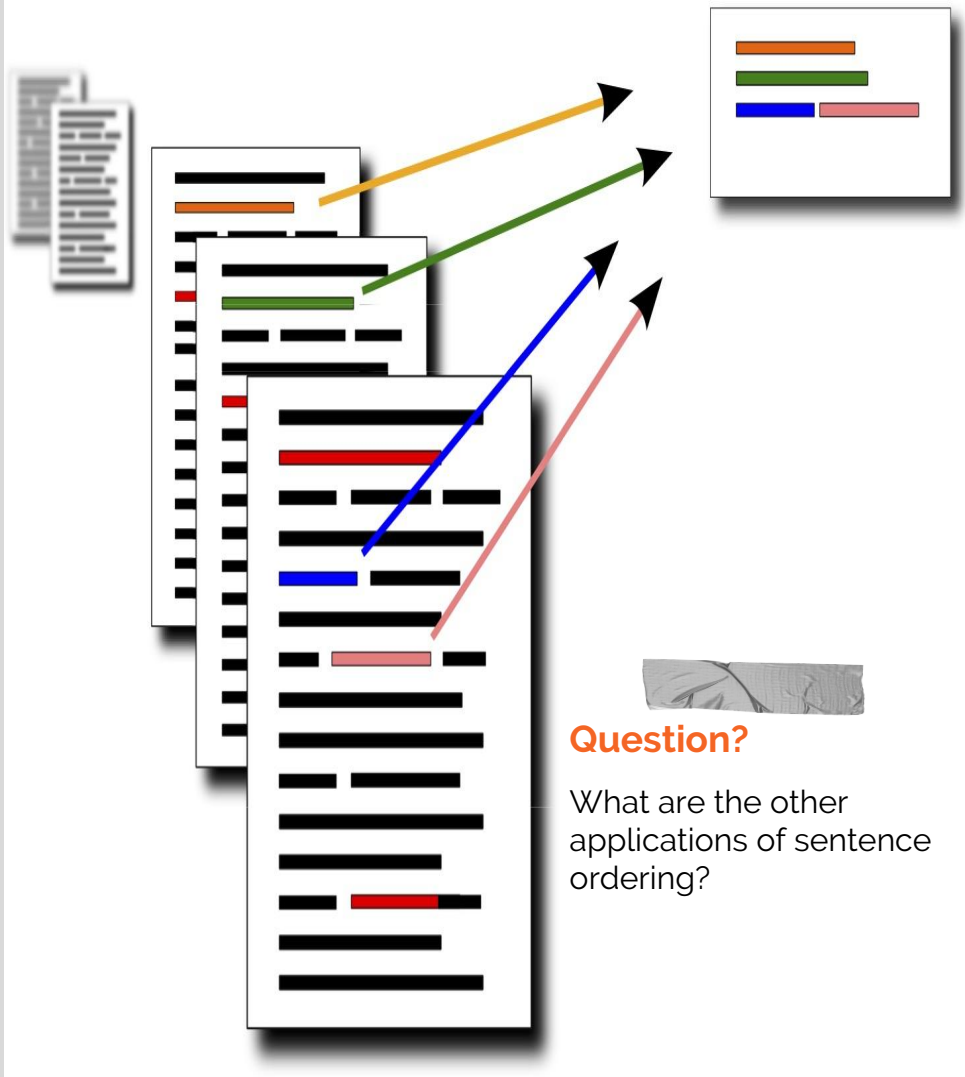 Question?
What are the other
applications of sentence
ordering?